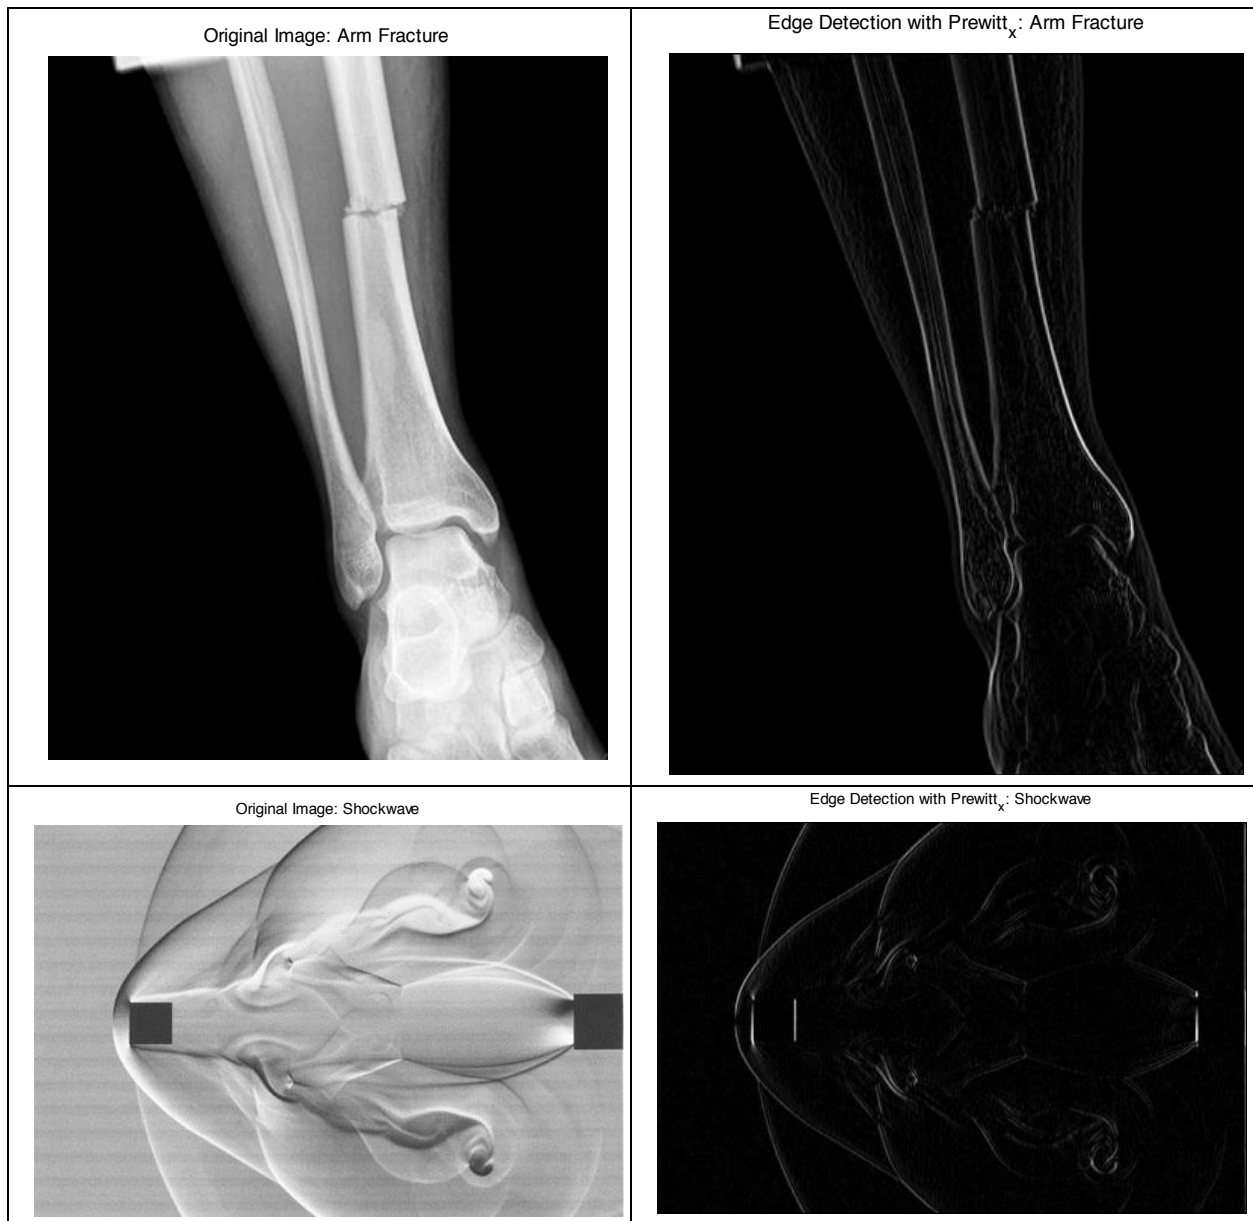 Original Image: Arm Fracture
Edge Detection with Prewittx: Arm Fracture
Original Image: Shockwave
Edge Detection with Prewittx: Shockwave